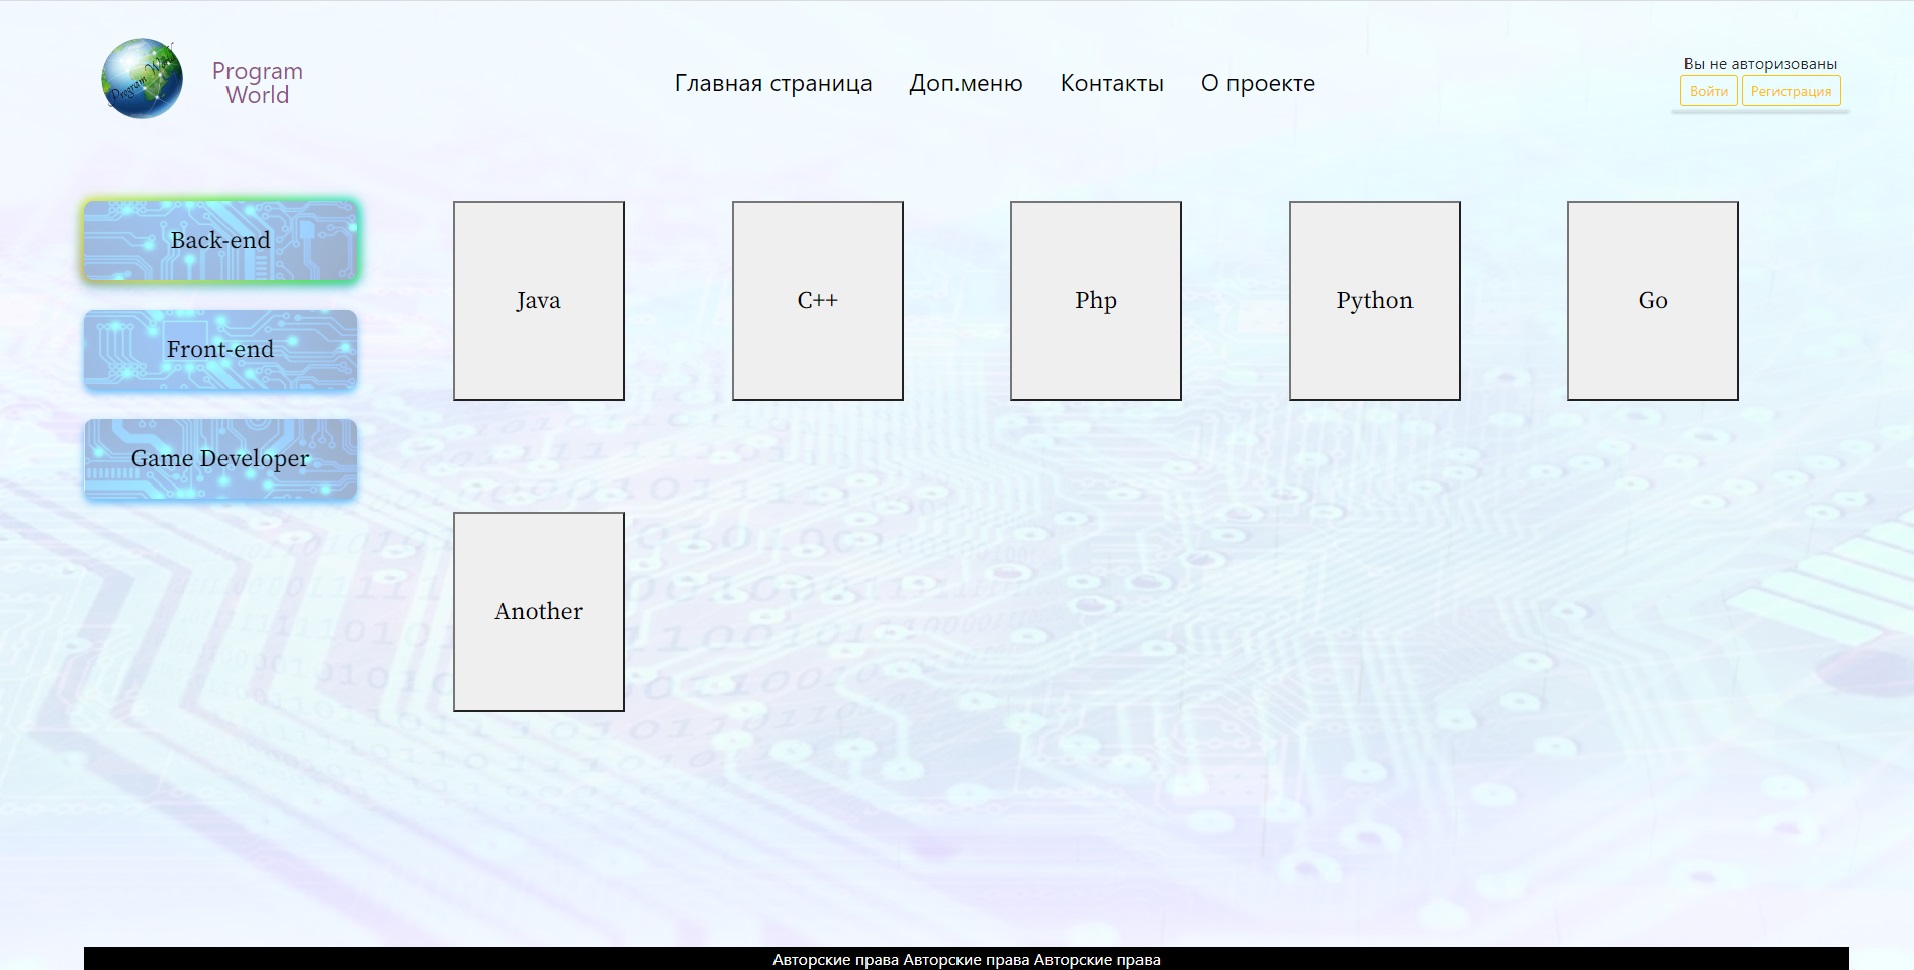 Program World
Program
World
Главная страница
Доп.меню
Контакты
О проекте
Вы не авторизованы
Войти
Регистрация
Back-end
Front-end
Game Developer
Java
C++
Php
Python
Go
Another
Авторские права Авторские права Авторские права